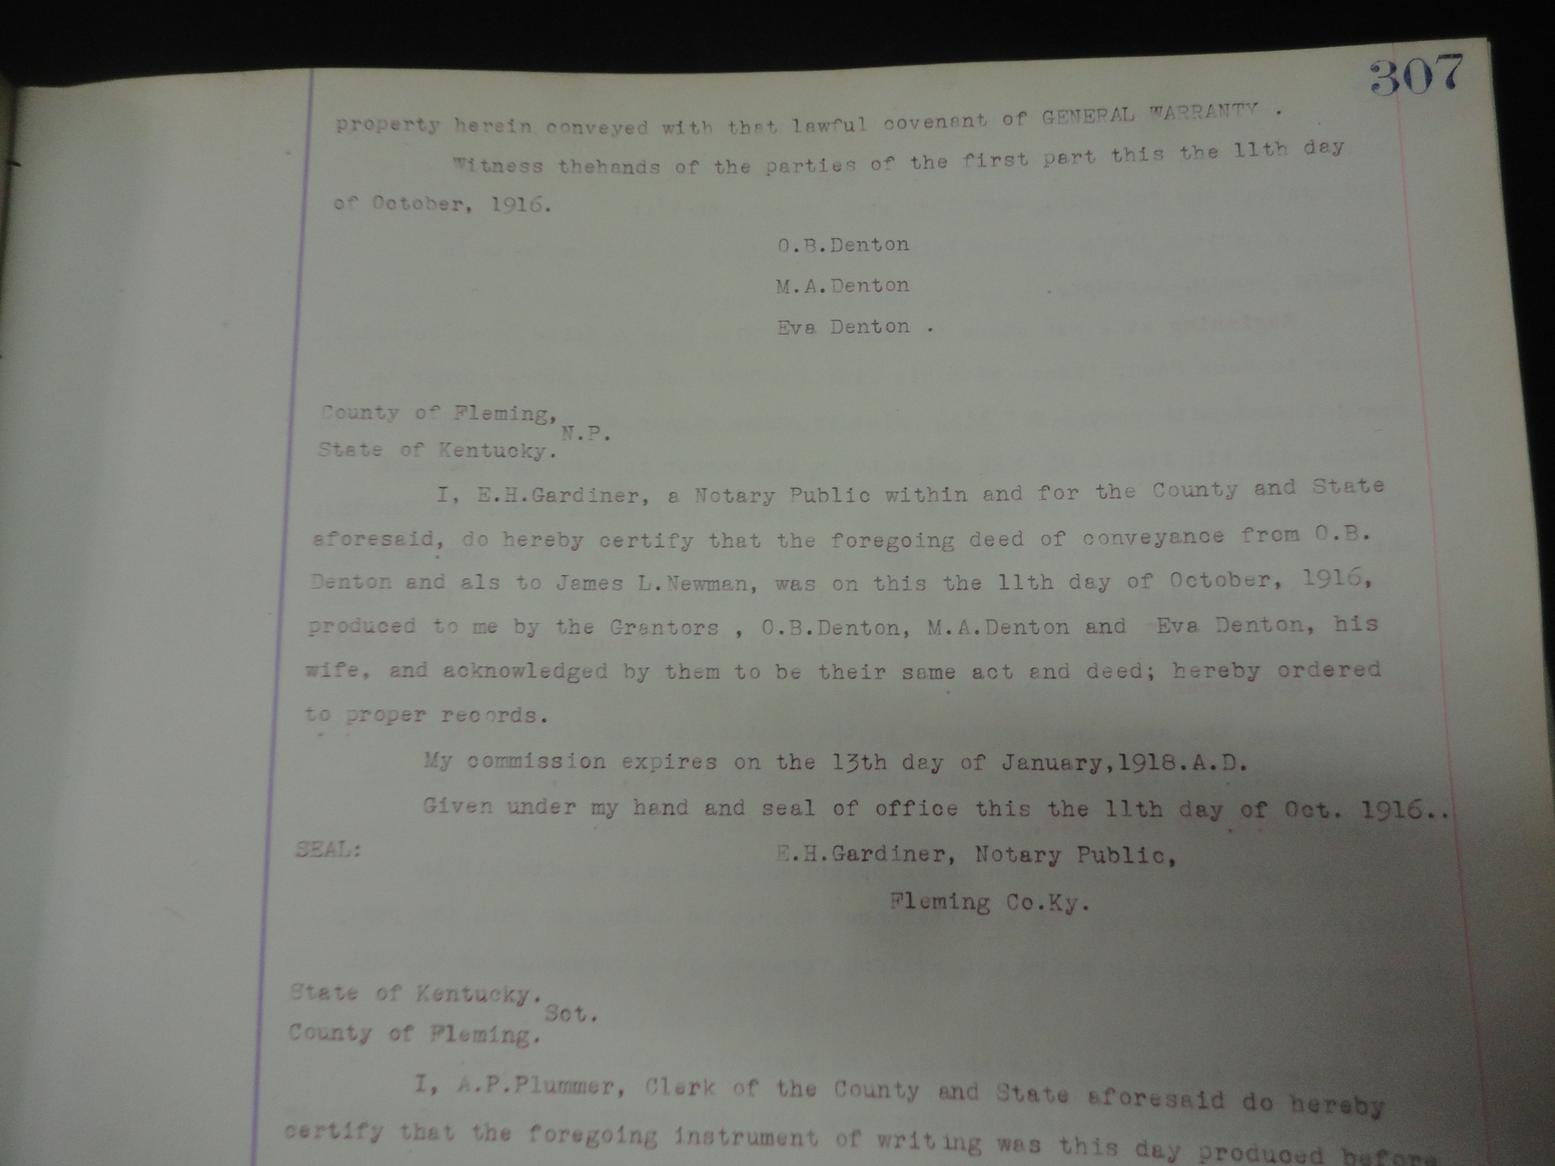 307
property herein conveyed with that lawful covenant of GENERAL WARRANTY .
Witness thehands of the parties of the first part this the 11th day
of October, 1916.
O.B.Denton
M.A.Denton
Eva Denton .
County of Fleming,
N.P.
State of Kentucky.
I, E.H.Gardiner, a Notary Public within and for the County and State
aforesaid, do hereby certify that the foregoing deed of conveyance from O.B.
Denton and als to James L.Newman, was on this the 11th day of October, 1916,
produced to me by the Grantors , O.B.Denton, M.A.Denton and Eva Denton, his
wife, and acknowledged by them to be their same act and deed; hereby ordered
to proper records.
My commission expires on the 13th day of January,1918.A.D.
Given under my hand and seal of office this the 11th day of Oct. 1916..
SEAL: E.H.Gardiner, Notary Public,
Fleming Co.Ky.
State of Kentucky.
Sct.
County of Fleming.
I, A.P.Plummer, Clerk of the County and State aforesaid do hereby
certify that the foregoing instrument of writing was this day produced before